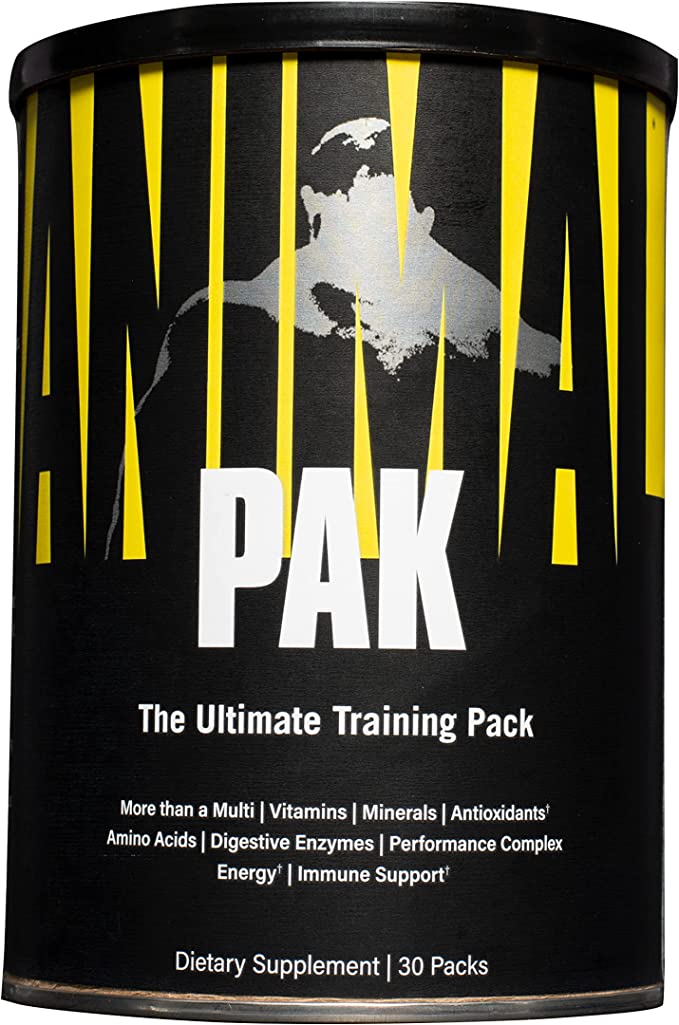 ANIMAL
PAK
The Ultimate Training Pack
More than a Multi | Vitamins | Minerals | Antioxidants†
Amino Acids | Digestive Enzymes | Performance Complex
Energy† | Immune Support†
Dietary Supplement | 30 Packs